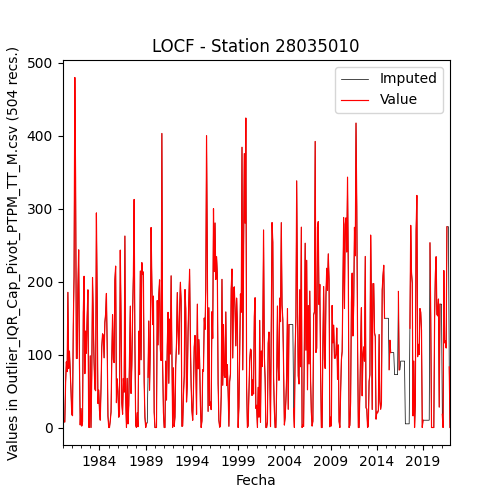 LOCF - Station 28035010
Values in Outlier_IQR_Cap_Pivot_PTPM_TT_M.csv (504 recs.)
500
400
300
200
100
0
Imputed
Value
1984 1989 1994 1999 2004 2009 2014 2019
Fecha